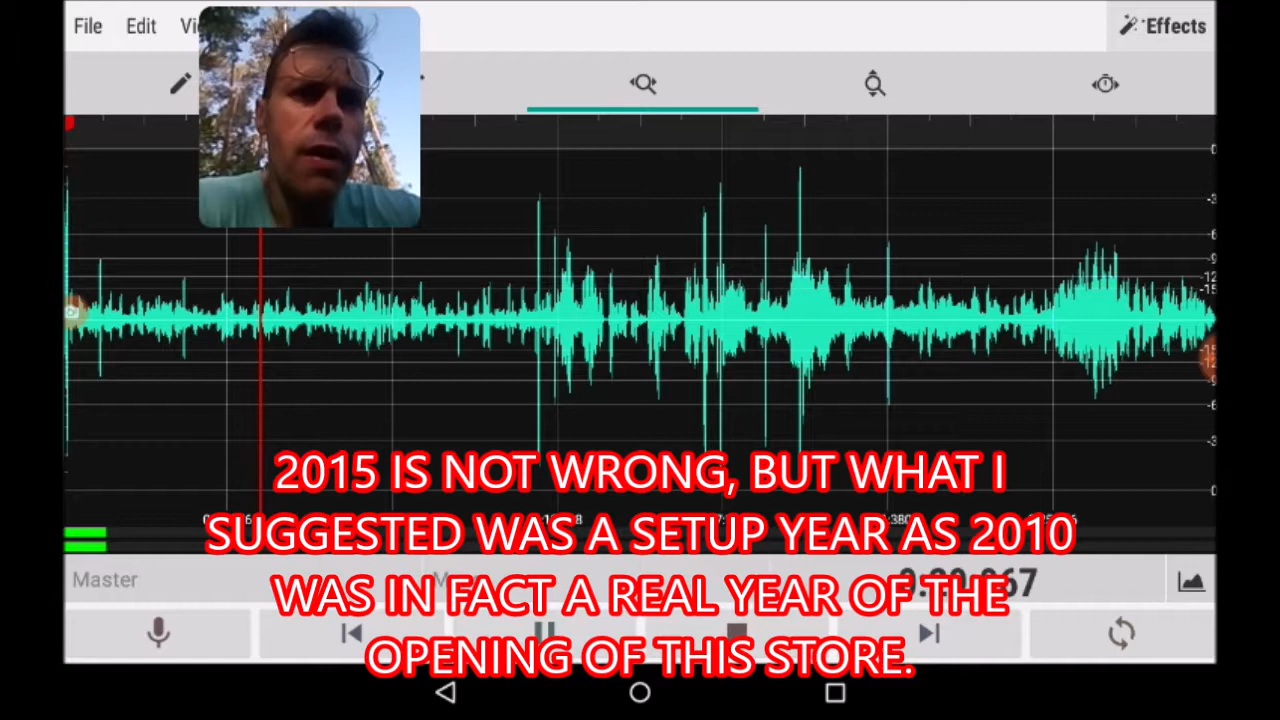 File Edit
Effects
2015 IS NOT WRONG, BUT WHAT I
SUGGESTED WAS A SETUP YEAR AS 2010
WAS IN FACT A REAL YEAR OF THE
OPENING OF THIS STORE.
Master